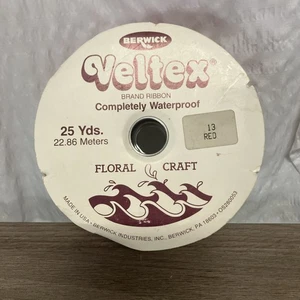 BERWICK
Veltex®
BRAND RIBBON
Completely Waterproof
25 Yds.
22.86 Meters
13
RED
FLORAL CRAFT
MADE IN USA • BERWICK INDUSTRIES, INC., BERWICK, PA 18603 • DS280053